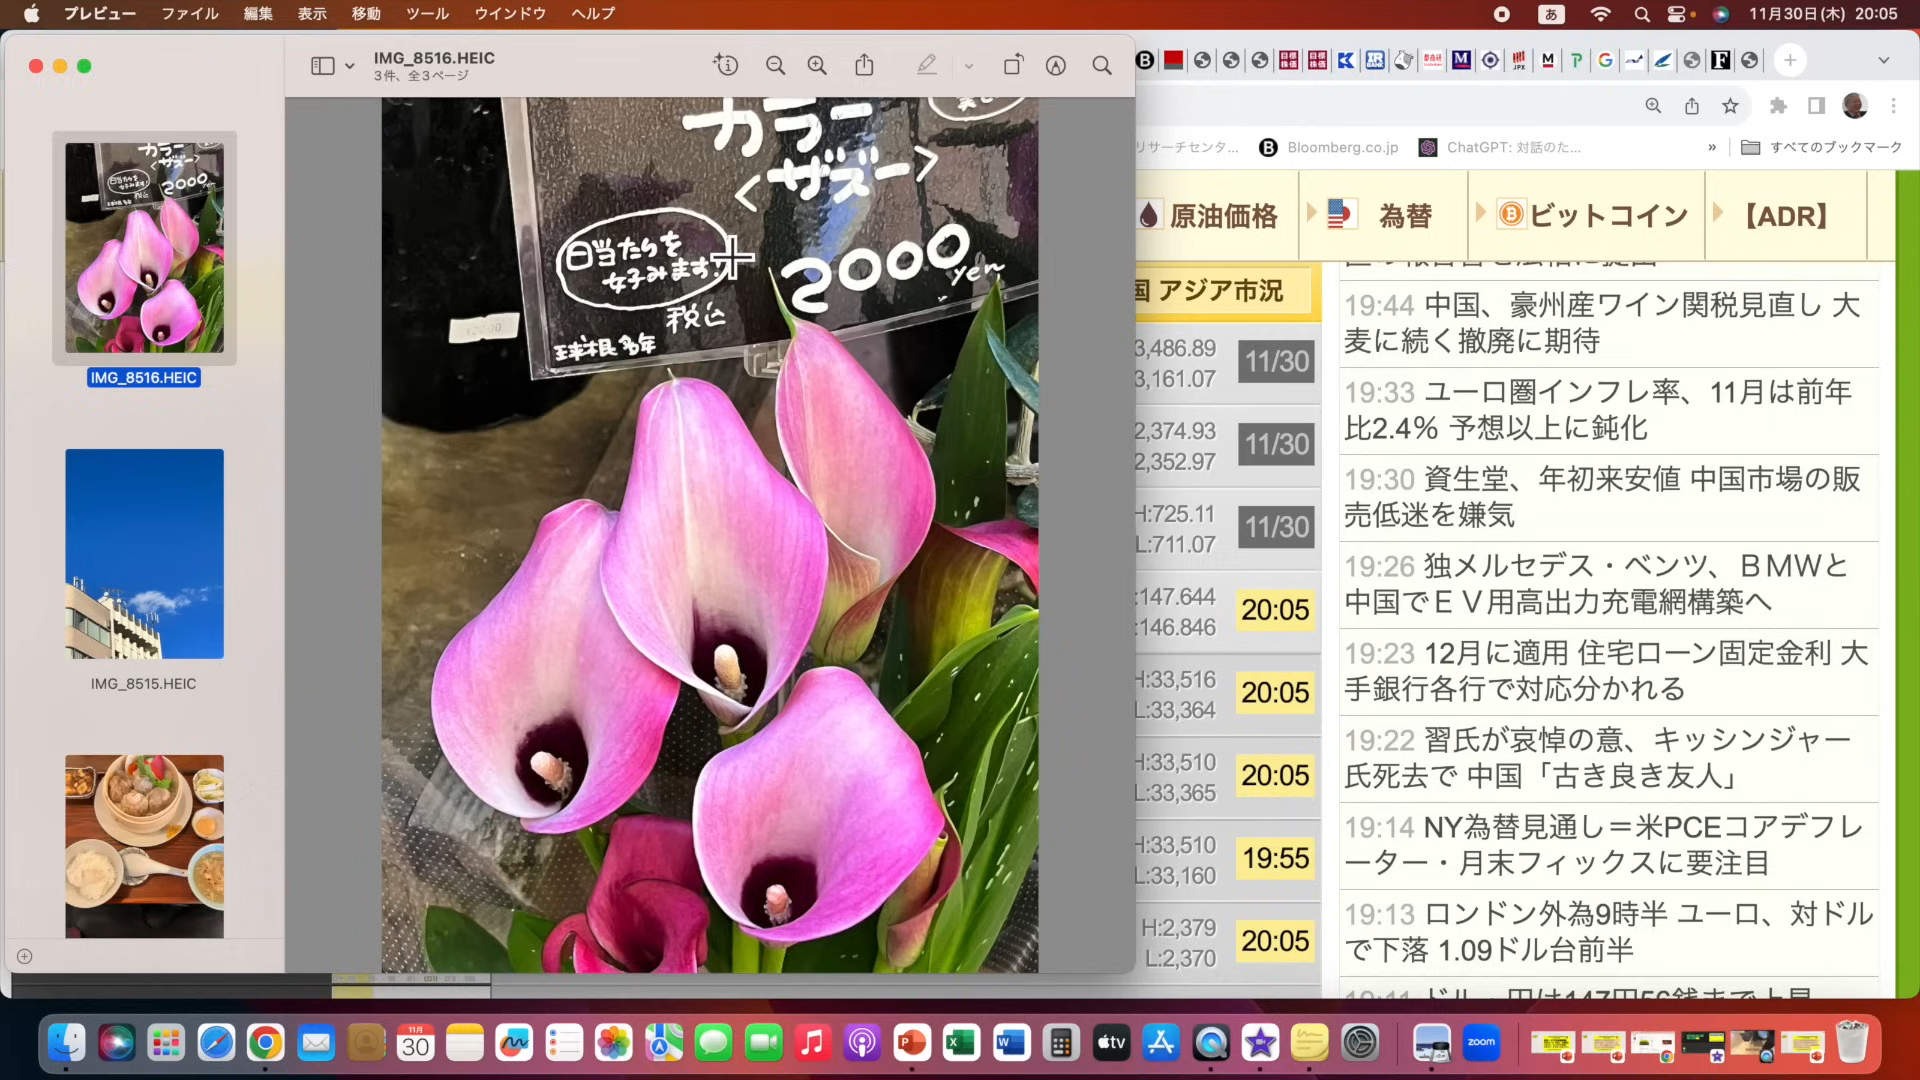 プレビュー ファイル 編集 表示 移動 ツール ウインドウ ヘルプ
あ 11月30日(木) 20:05
IMG_8516.HEIC
3件、全3ページ
IMG_8516.HEIC
IMG_8515.HEIC
カラー
<ザズー>
日当たりを
好みます!
2000
yen
税込
球根多年
リサーチセンタ... Bloomberg.co.jp ChatGPT: 対話のた... » すべてのブックマーク
原油価格 為替 ビットコイン 【ADR】
国 アジア市況
3,486.89
3,161.07
11/30
2,374.93
2,352.97
11/30
H:725.11
L:711.07
11/30
:147.644
:146.846
20:05
H:33,516
L:33,364
20:05
H:33,510
L:33,365
20:05
H:33,510
L:33,160
19:55
H:2,379
L:2,370
20:05
19:44 中国、豪州産ワイン関税見直し 大
麦に続く撤廃に期待
19:33 ユーロ圏インフレ率、11月は前年
比2.4% 予想以上に鈍化
19:30 資生堂、年初来安値 中国市場の販
売低迷を嫌気
19:26 独メルセデス・ベンツ、ＢＭＷと
中国でＥＶ用高出力充電網構築へ
19:23 12月に適用 住宅ローン固定金利 大
手銀行各行で対応分かれる
19:22 習氏が哀悼の意、キッシンジャー
氏死去で 中国「古き良き友人」
19:14 NY為替見通し＝米PCEコアデフレ
ーター・月末フィックスに要注目
19:13 ロンドン外為9時半 ユーロ、対ドル
で下落 1.09ドル台前半
11月
30
tv
zoom